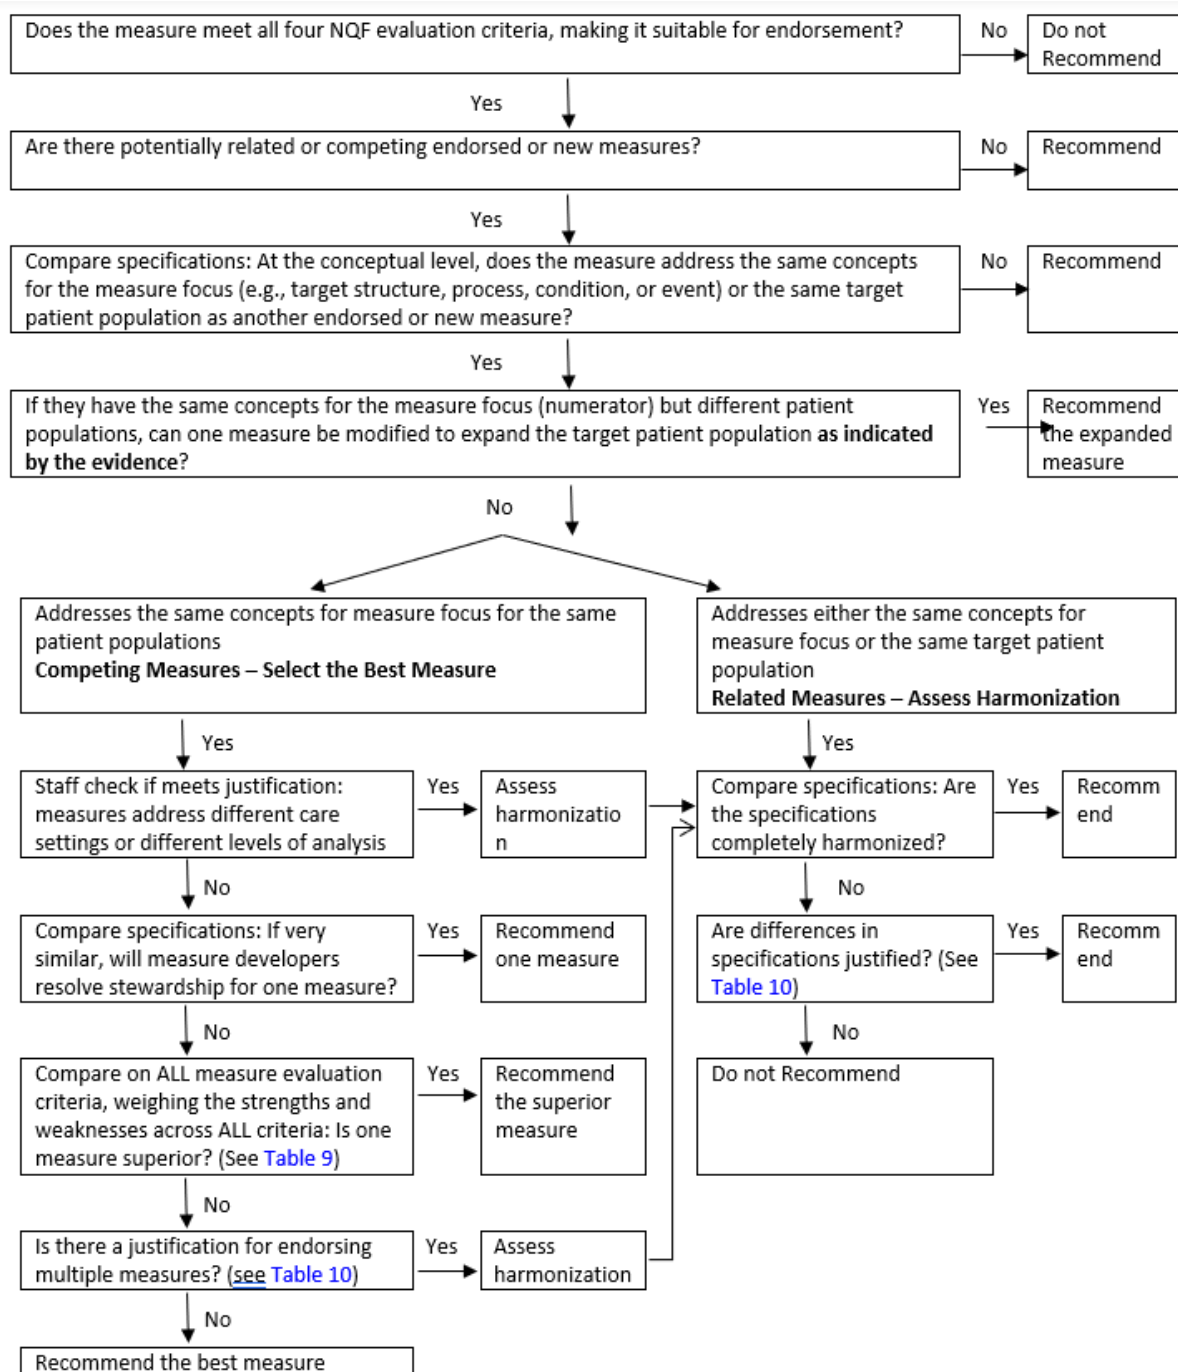 Does the measure meet all four NQF evaluation criteria, making it suitable for endorsement?
No
Do not
Recommend
Yes
Are there potentially related or competing endorsed or new measures?
No
Recommend
Yes
Compare specifications: At the conceptual level, does the measure address the same concepts
for the measure focus (e.g., target structure, process, condition, or event) or the same target
patient population as another endorsed or new measure?
No
Recommend
Yes
If they have the same concepts for the measure focus (numerator) but different patient
populations, can one measure be modified to expand the target patient population as indicated
by the evidence?
Yes
Recommend
the expanded
measure
No
Addresses the same concepts for measure focus for the same
patient populations
Competing Measures – Select the Best Measure
Addresses either the same concepts for
measure focus or the same target patient
population
Related Measures – Assess Harmonization
Yes
Yes
Staff check if meets justification:
measures address different care
settings or different levels of analysis
Yes
Assess
harmonizatio
n
Compare specifications: Are
the specifications
completely harmonized?
Yes
Recomm
end
No
No
Compare specifications: If very
similar, will measure developers
resolve stewardship for one measure?
Yes
Recommend
one measure
Are differences in
specifications justified? (See
Table 10)
Yes
Recomm
end
No
No
Compare on ALL measure evaluation
criteria, weighing the strengths and
weaknesses across ALL criteria: Is one
measure superior? (See Table 9)
Yes
Recommend
the superior
measure
Do not Recommend
No
Is there a justification for endorsing
multiple measures? (see Table 10)
Yes
Assess
harmonization
No
Recommend the best measure